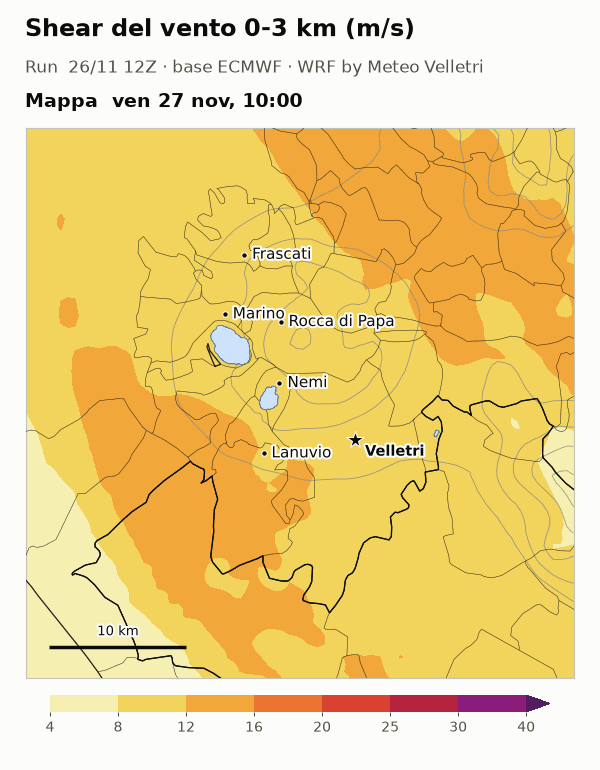 Shear del vento 0-3 km (m/s)
Run  26/11 12Z · base ECMWF · WRF by Meteo Velletri
Mappa  ven 27 nov, 10:00
Frascati
Marino
Rocca di Papa
Nemi
Velletri
Lanuvio
10 km
4 8 12 16 20 25 30 40